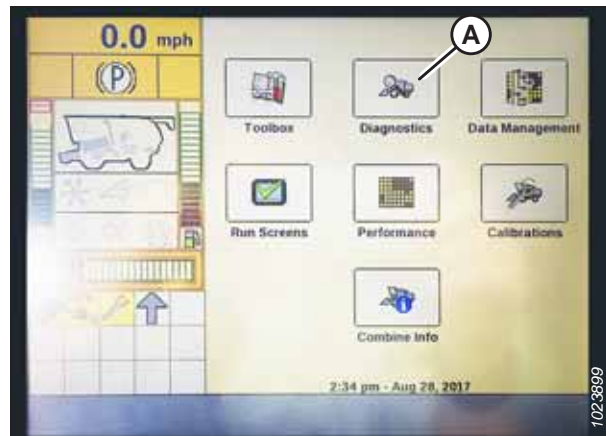 0.0 mph
A
(P)
Toolbox
Diagnostics
Data Management
Run Screens
Performance
Calibrations
i
Combine Info
2:34 pm - Aug 28, 2017
1023899